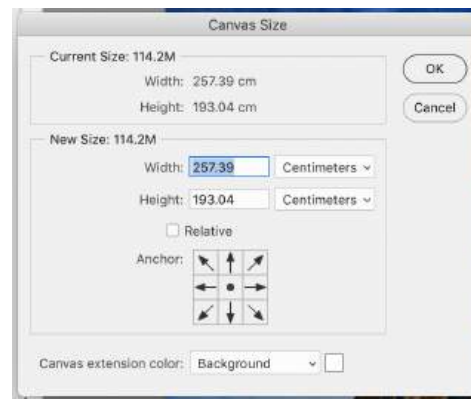 Canvas Size
Current Size: 114.2M
Width: 257.39 cm
Height: 193.04 cm
OK
Cancel
New Size: 114.2M
Width: 257.39 Centimeters
Height: 193.04 Centimeters
Relative
Anchor:
Canvas extension color: Background